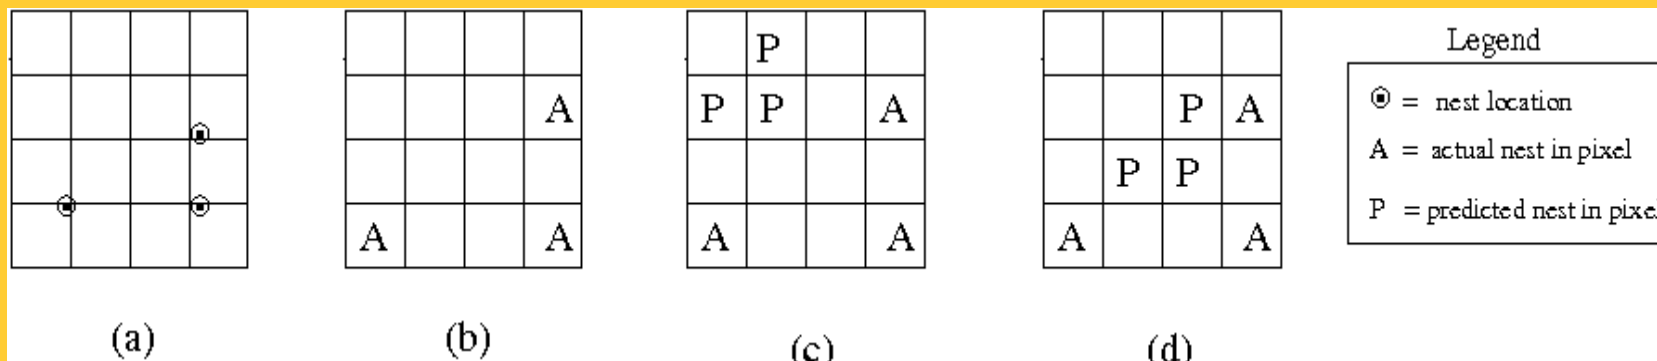 Legend
P
A P P A P A = nest location
P P A = actual nest in pixel
A A A A A A P = predicted nest in pixel
(a) (b) (c) (d)